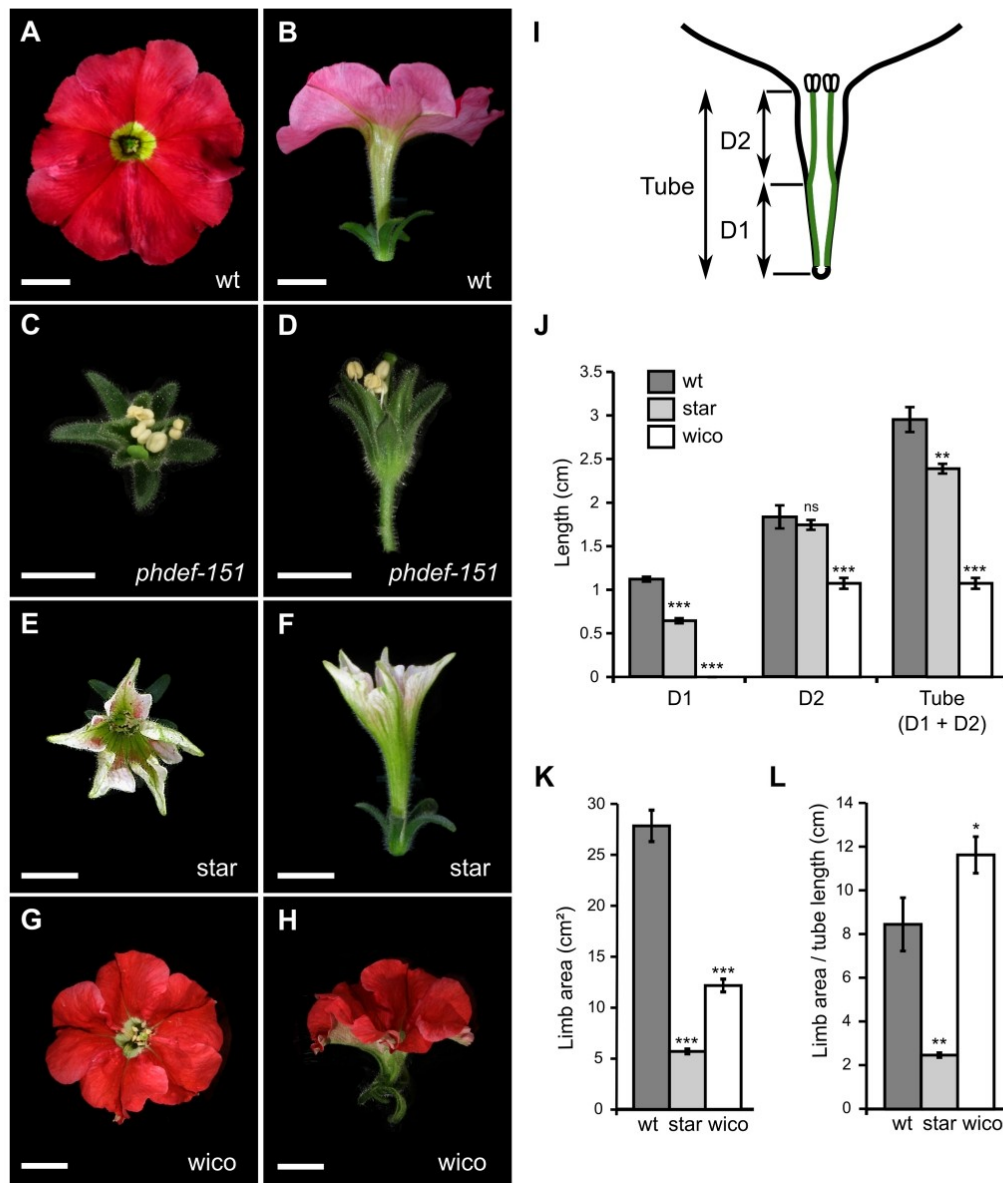 A
wt
B
wt
C
phdef-151
D
phdef-151
E
star
F
star
G
wico
H
wico
I
D2
Tube
D1
J
3.5
3
2.5
2
1.5
1
0.5
0
Length (cm)
wt
star
wico
***
***
ns
***
**
***
D1
D2
Tube
(D1 + D2)
K
30
25
20
15
10
5
0
Limb area (cm²)
***
***
wt star wico
L
14
12
10
8
6
4
2
0
Limb area / tube length (cm)
**
*
wt star wico